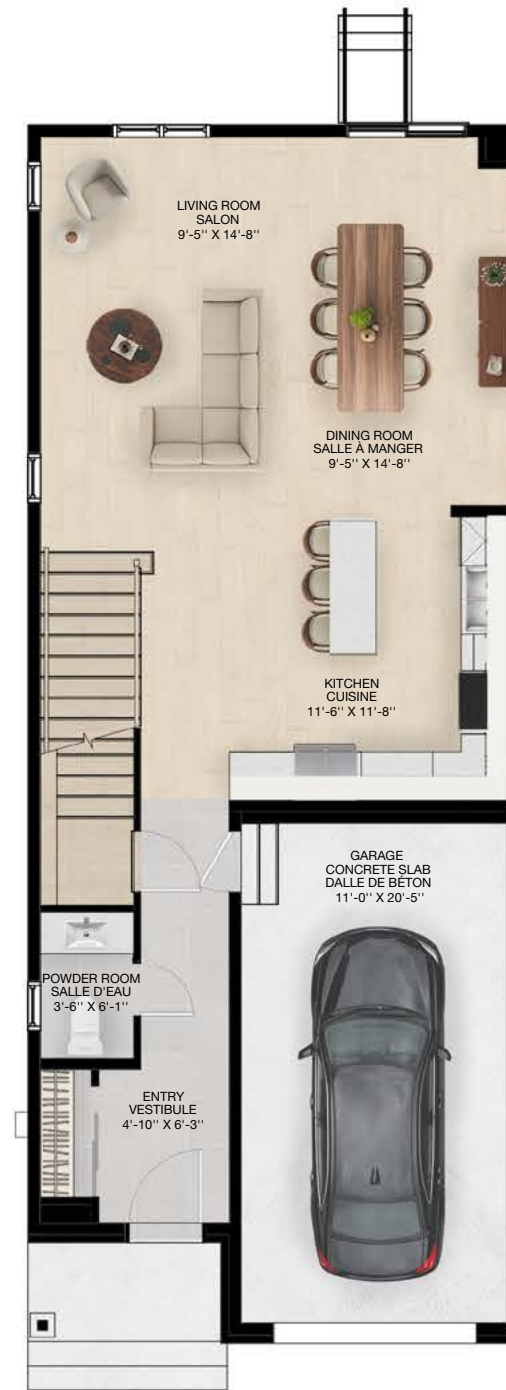 LIVING ROOM
SALON
9'-5'' X 14'-8''
DINING ROOM
SALLE À MANGER
9'-5'' X 14'-8''
KITCHEN
CUISINE
11'-6'' X 11'-8''
GARAGE
CONCRETE SLAB
DALLE DE BÉTON
11'-0'' X 20'-5''
POWDER ROOM
SALLE D'EAU
3'-6'' X 6'-1''
ENTRY
VESTIBULE
4'-10'' X 6'-3''